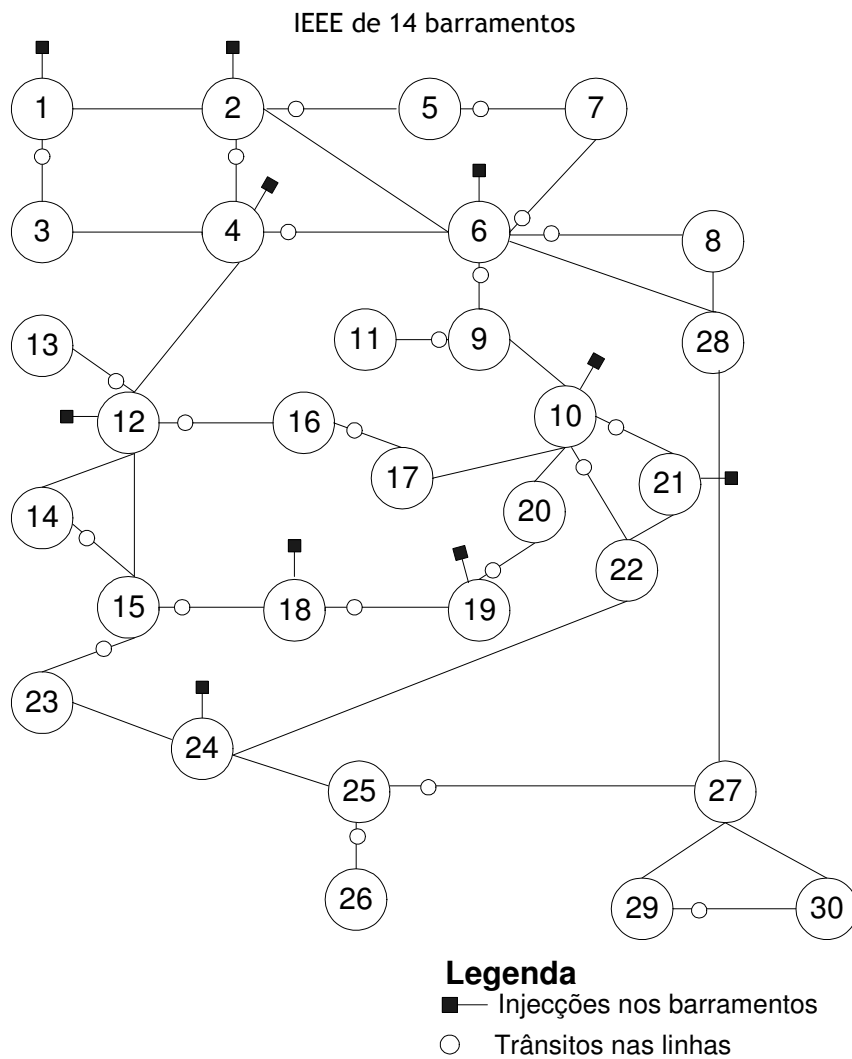 IEEE de 14 barramentos
1 2 5 7
3 4 6 8
13 11 9 28
12 16 10
17 21
14 20
15 18 19 22
23
24
25 27
26 29 30
Legenda
Injecções nos barramentos
Trânsitos nas linhas